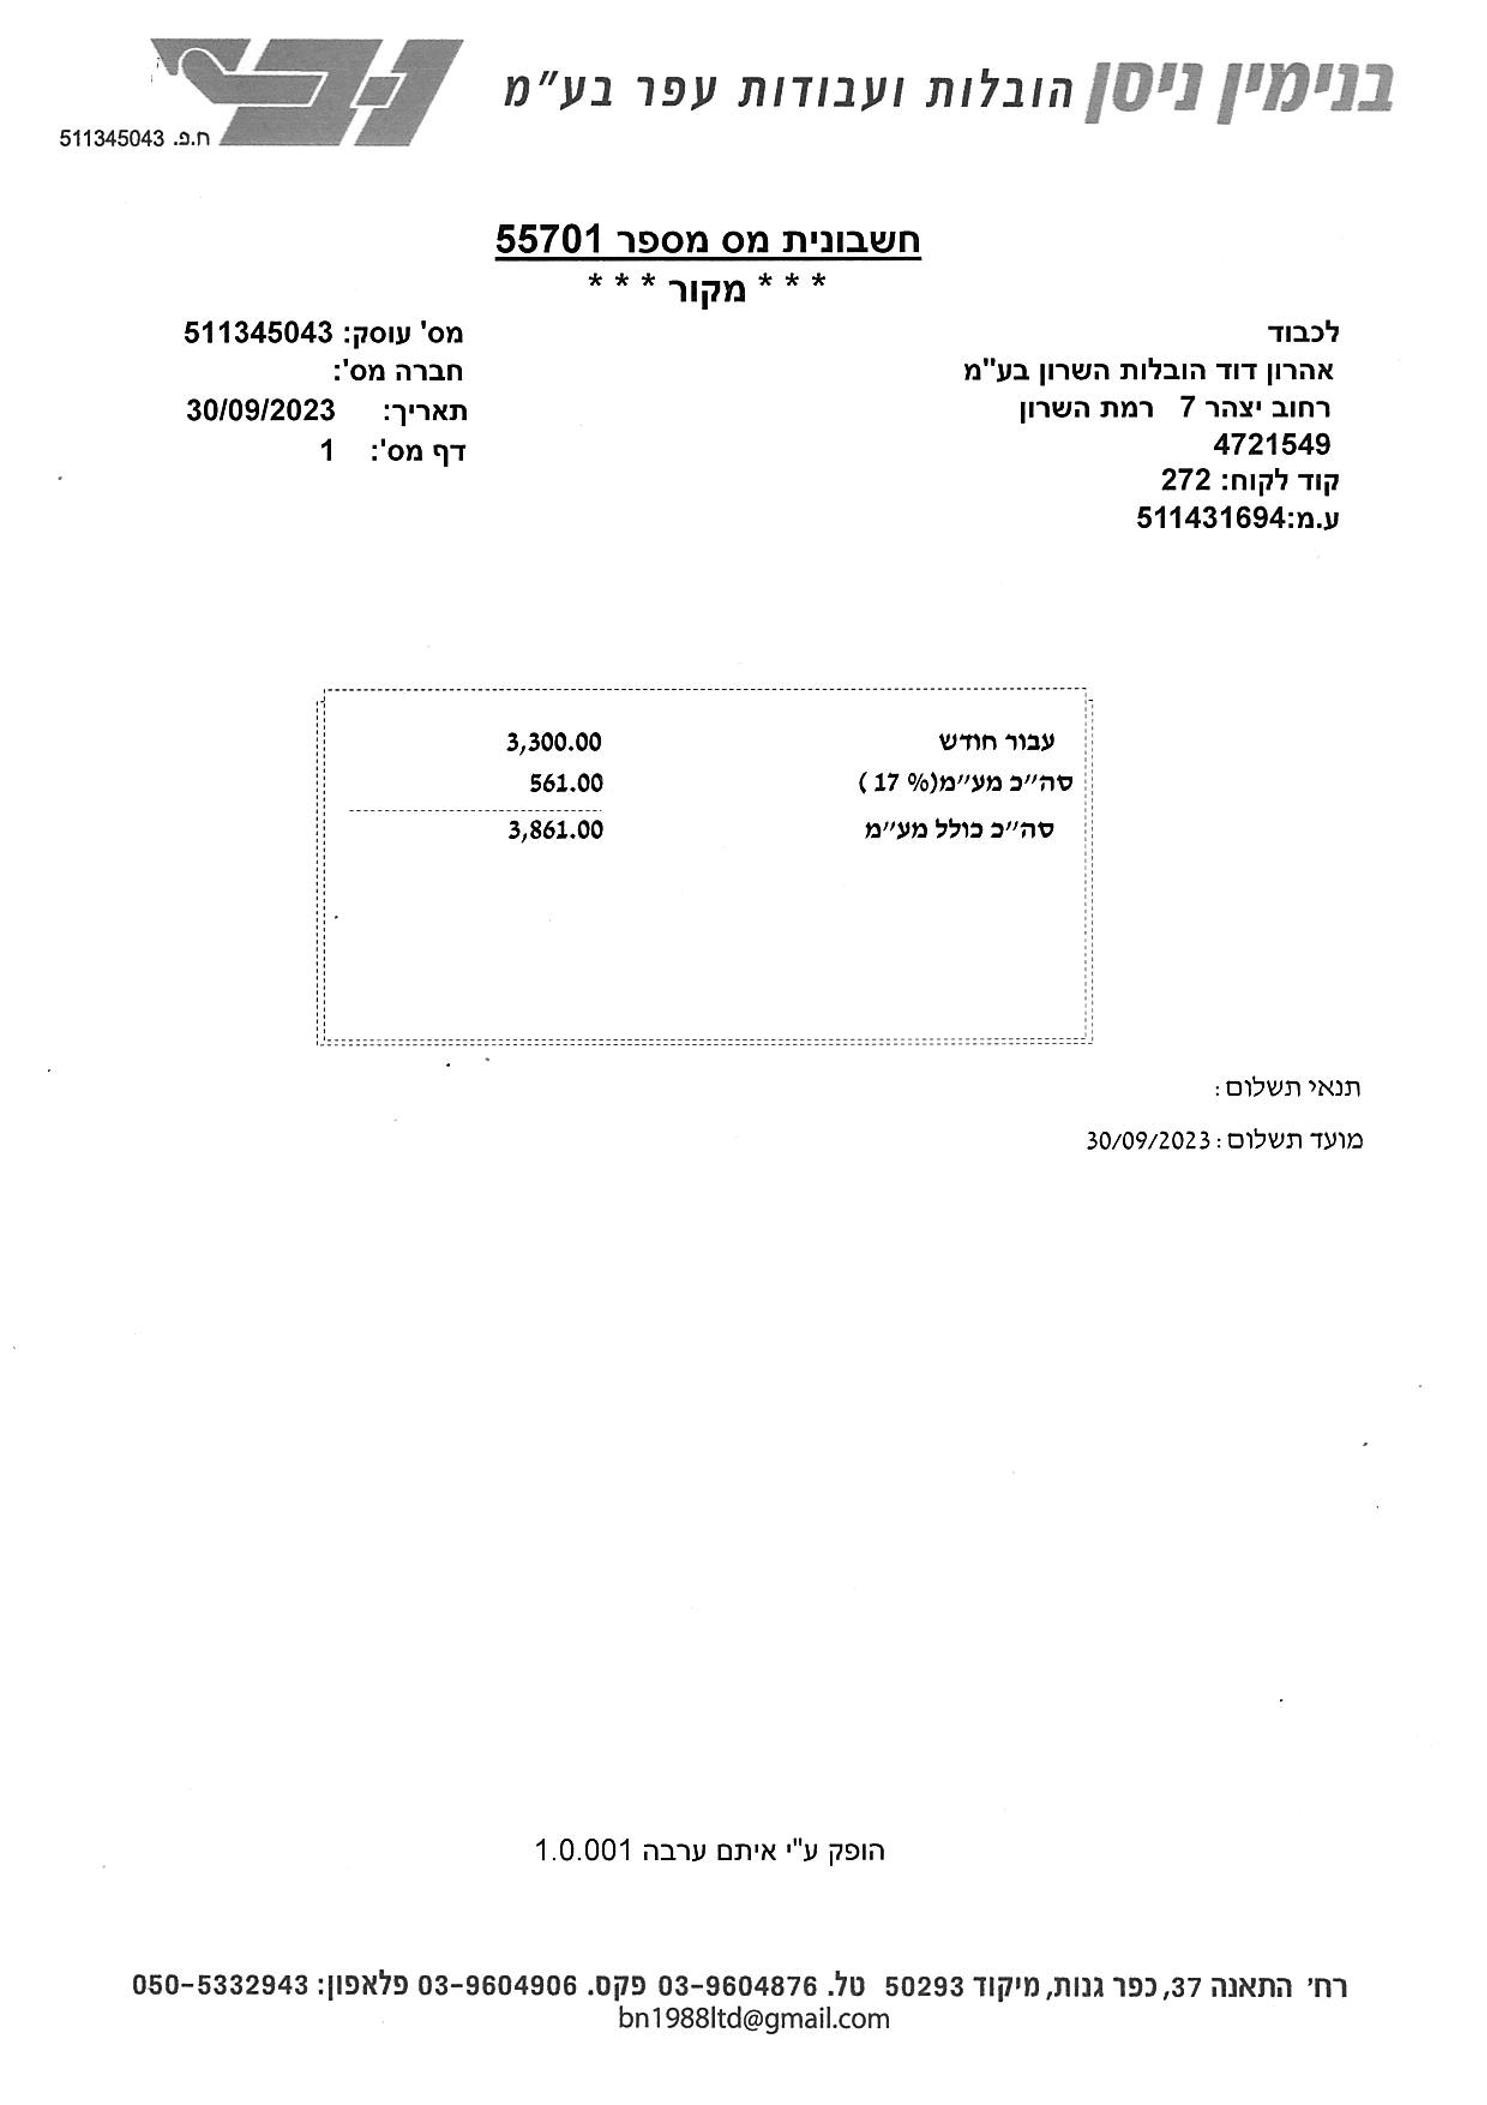 בנימין ניסן הובלות ועבודות עפר בע״מ
ח.פ. 511345043
חשבונית מס מספר 55701
* * * מקור * * *
לכבוד
אהרון דוד הובלות השרון בע"מ
רחוב יצהר 7 רמת השרון
4721549
קוד לקוח: 272
ע.מ:511431694
מס' עוסק: 511345043
חברה מס':
תאריך: 30/09/2023
דף מס': 1
עבור חודש 3,300.00
סה״כ מע״מ(% 17 ) 561.00
סה״כ כולל מע״מ 3,861.00
תנאי תשלום :
מועד תשלום : 30/09/2023
הופק ע"י איתם ערבה 1.0.001
רח׳ התאנה 37, כפר גנות, מיקוד 50293 טל. 03-9604876 פקס. 03-9604906 פלאפון: 050-5332943
bn1988ltd@gmail.com